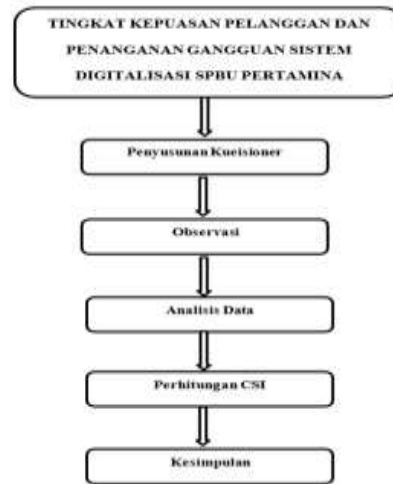 TINGKAT KEPUASAN PELANGGAN DAN
PENANGANAN GANGGUAN SISTEM
DIGITALISASI SPBU PERTAMINA
Penyusunan Kueisioner
Observasi
Analisis Data
Perhitungan CSI
Kesimpulan